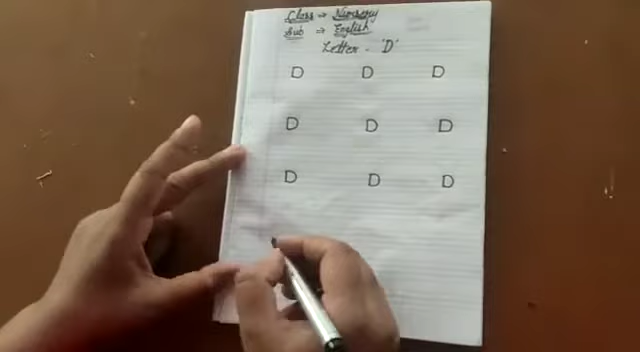 Class → Nursery
Sub → English
Letter - 'D'
D D D
D D D
D D D